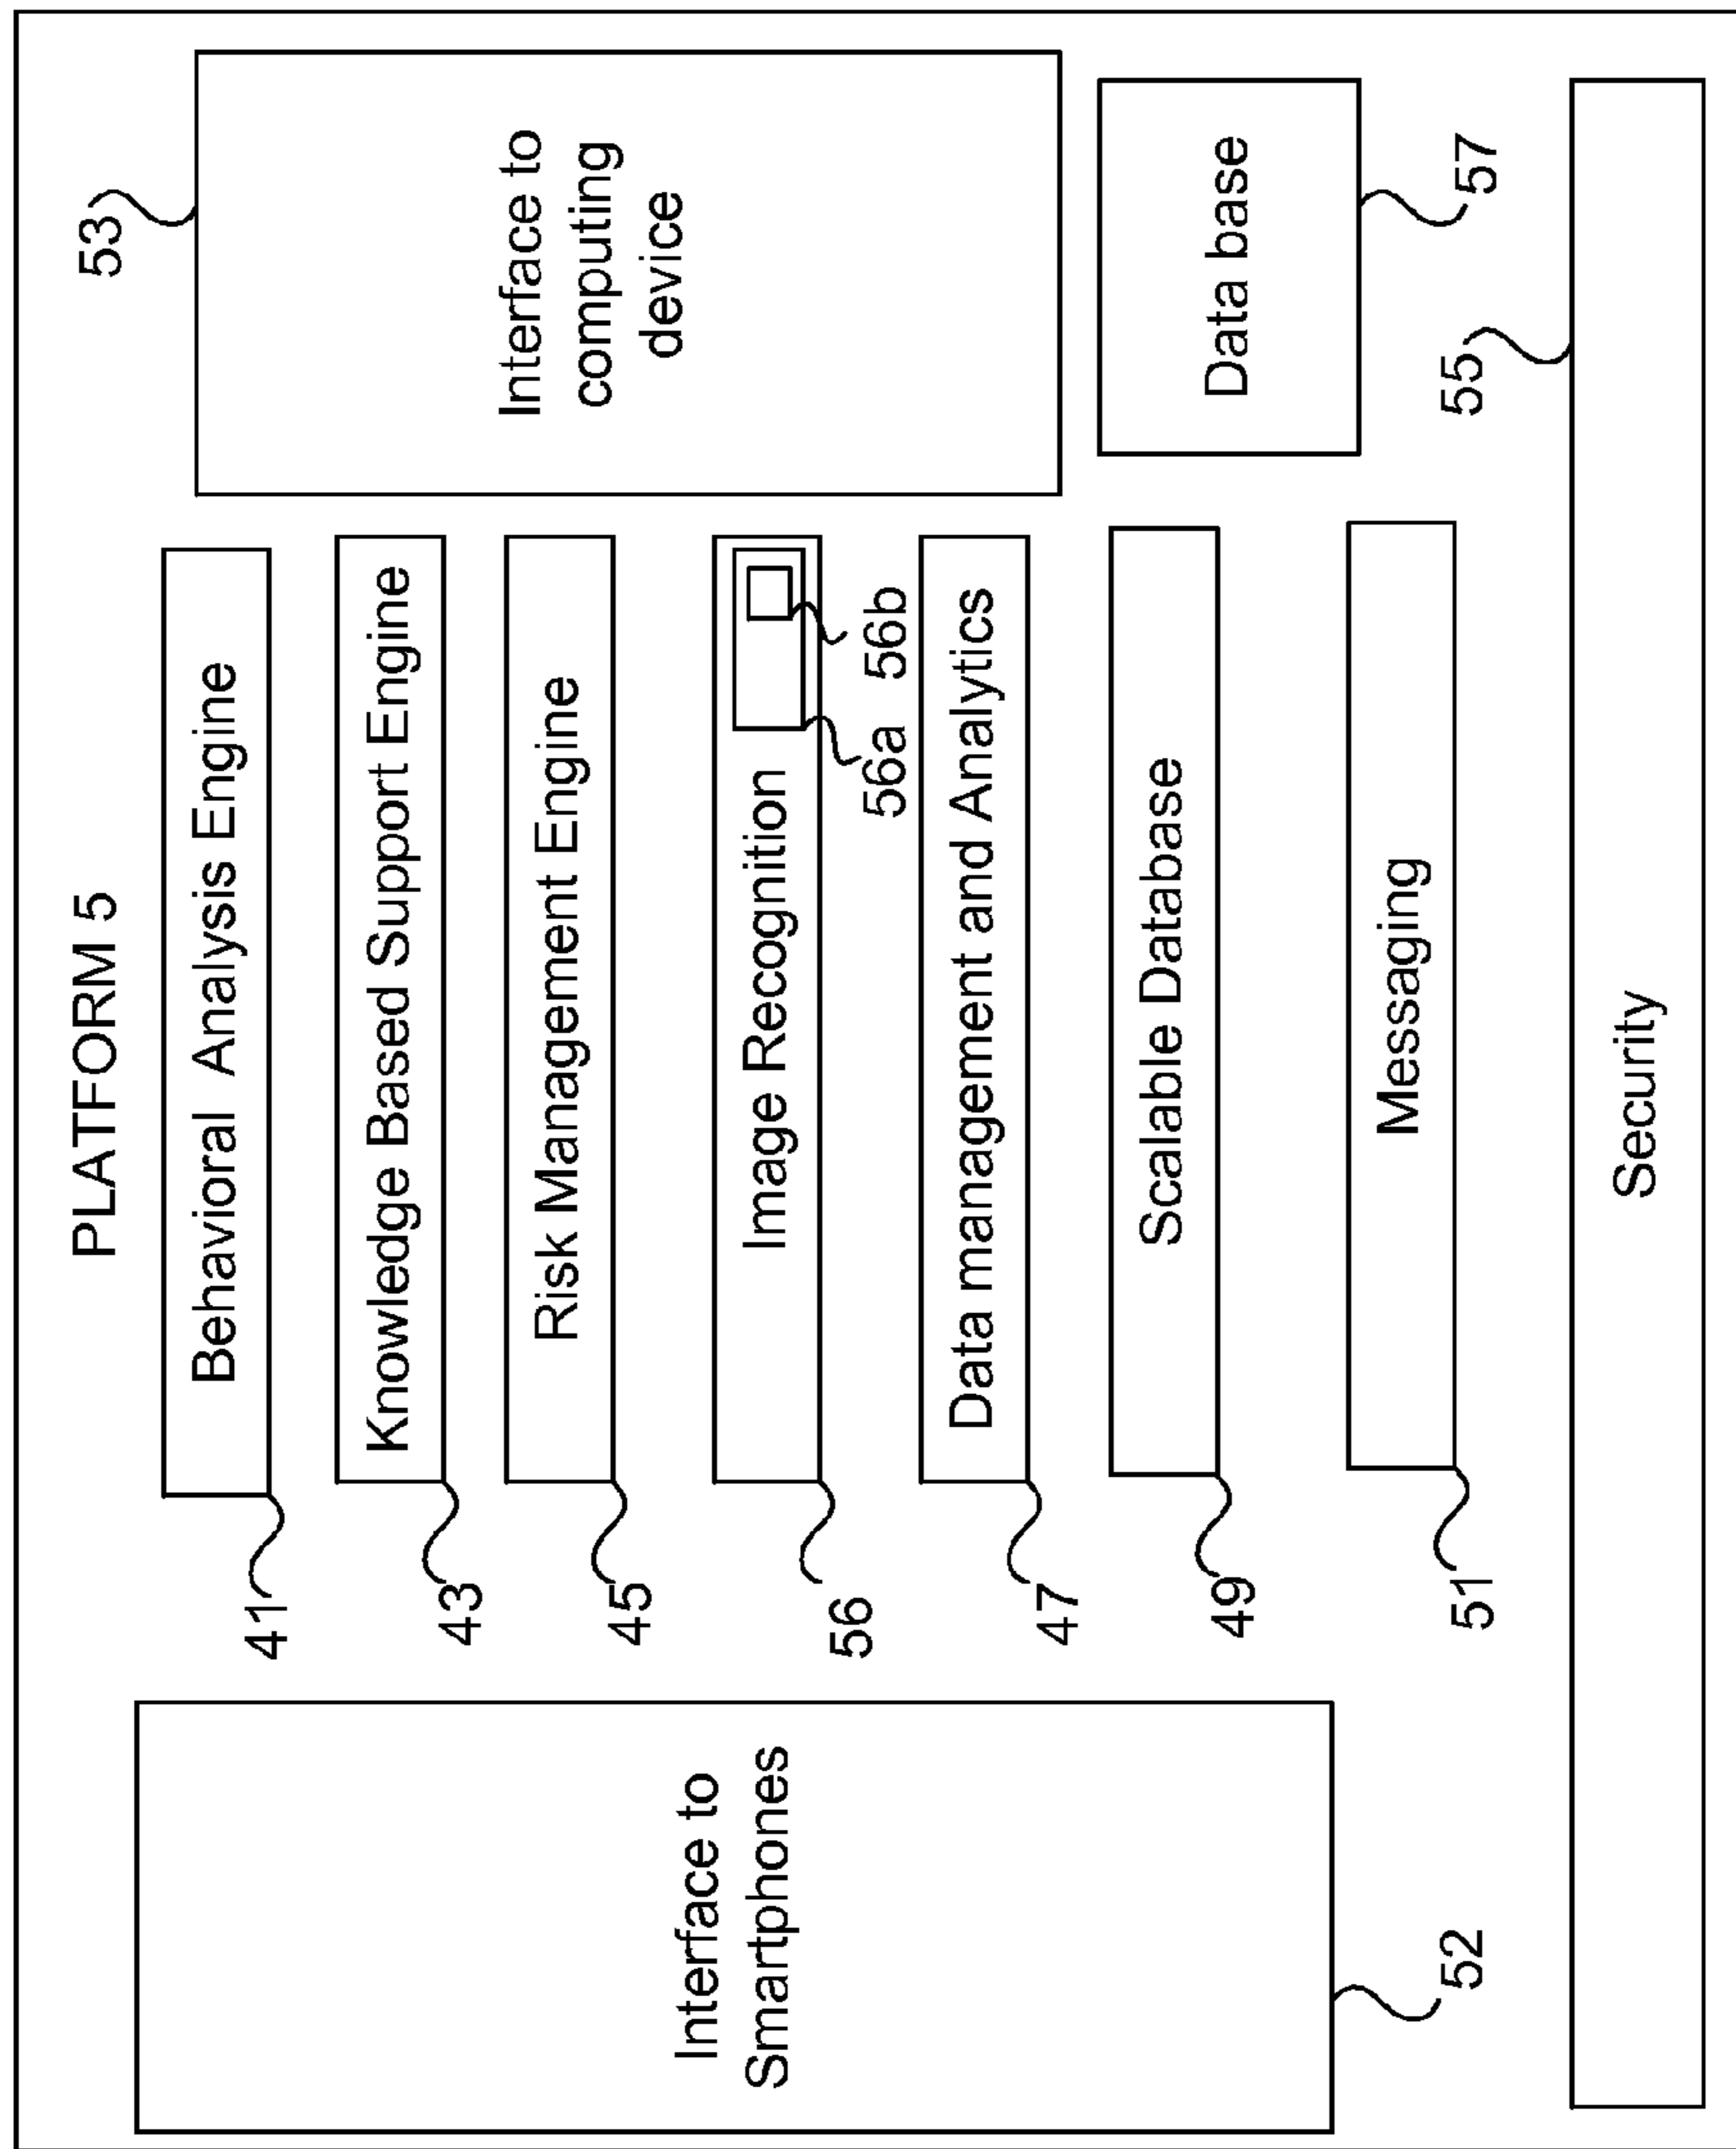 PLATFORM 5
53
Interface to
computing
device
Behavioral Analysis Engine
41
Knowledge Based Support Engine
43
Risk Management Engine
45
Image Recognition
56
56a
56b
Data management and Analytics
47
Scalable Database
49
Messaging
51
Interface to
Smartphones
52
Data base
57
55
Security